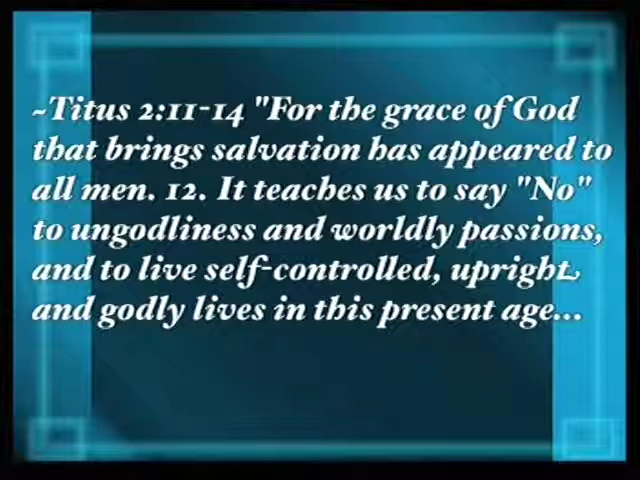 ~Titus 2:11-14 "For the grace of God
that brings salvation has appeared to
all men. 12. It teaches us to say "No"
to ungodliness and worldly passions,
and to live self-controlled, upright
and godly lives in this present age...